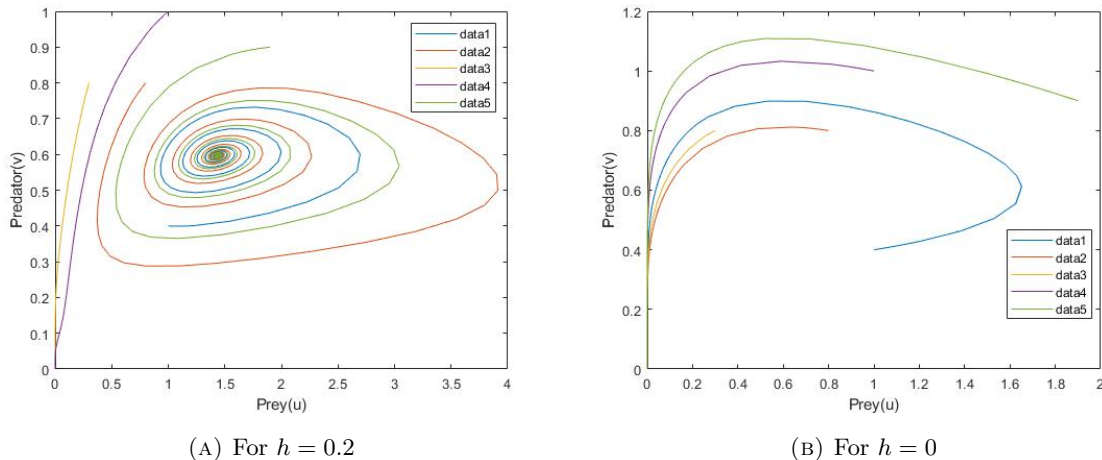 1
0.9
0.8
0.7
0.6
0.5
0.4
0.3
0.2
0.1
0
Predator(v)
data1
data2
data3
data4
data5
0 0.5 1 1.5 2 2.5 3 3.5 4
Prey(u)
(A) For h = 0.2
1.2
1
0.8
0.6
0.4
0.2
0
Predator(v)
data1
data2
data3
data4
data5
0 0.2 0.4 0.6 0.8 1 1.2 1.4 1.6 1.8 2
Prey(u)
(B) For h = 0